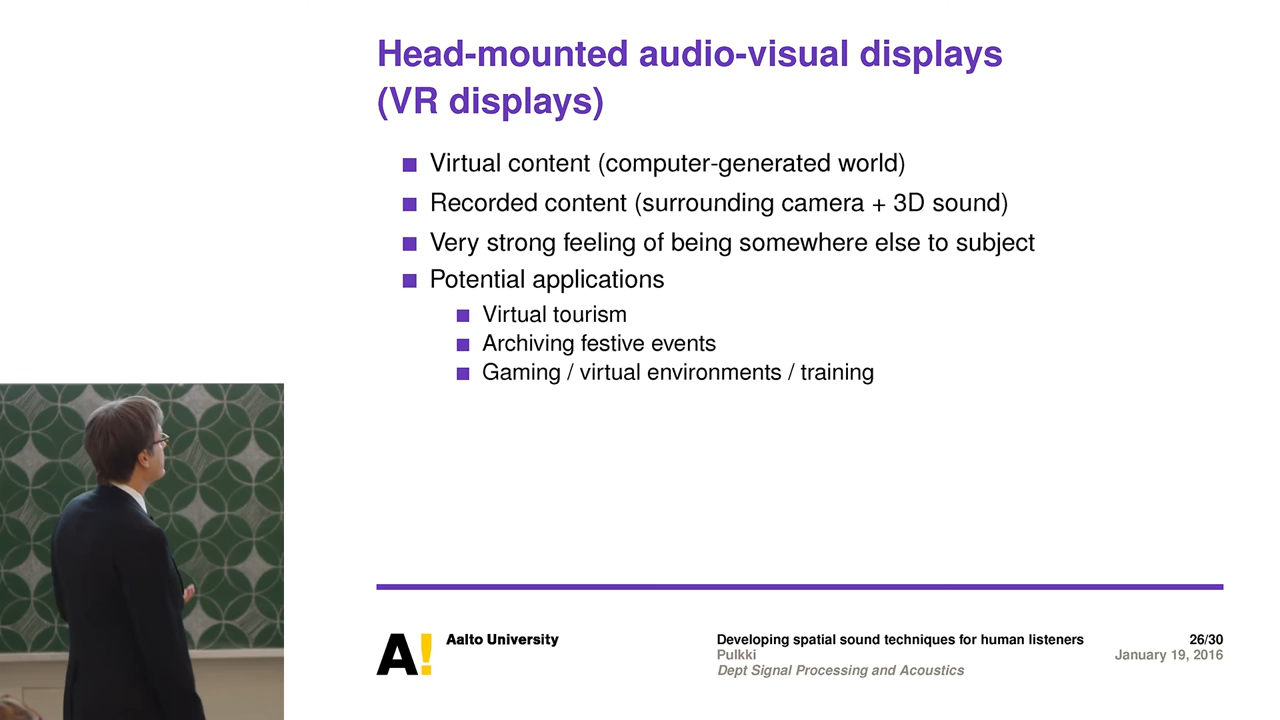 Head-mounted audio-visual displays
(VR displays)
Virtual content (computer-generated world)
Recorded content (surrounding camera + 3D sound)
Very strong feeling of being somewhere else to subject
Potential applications
Virtual tourism
Archiving festive events
Gaming / virtual environments / training
A!
Aalto University
Developing spatial sound techniques for human listeners
26/30
Pulkki
January 19, 2016
Dept Signal Processing and Acoustics